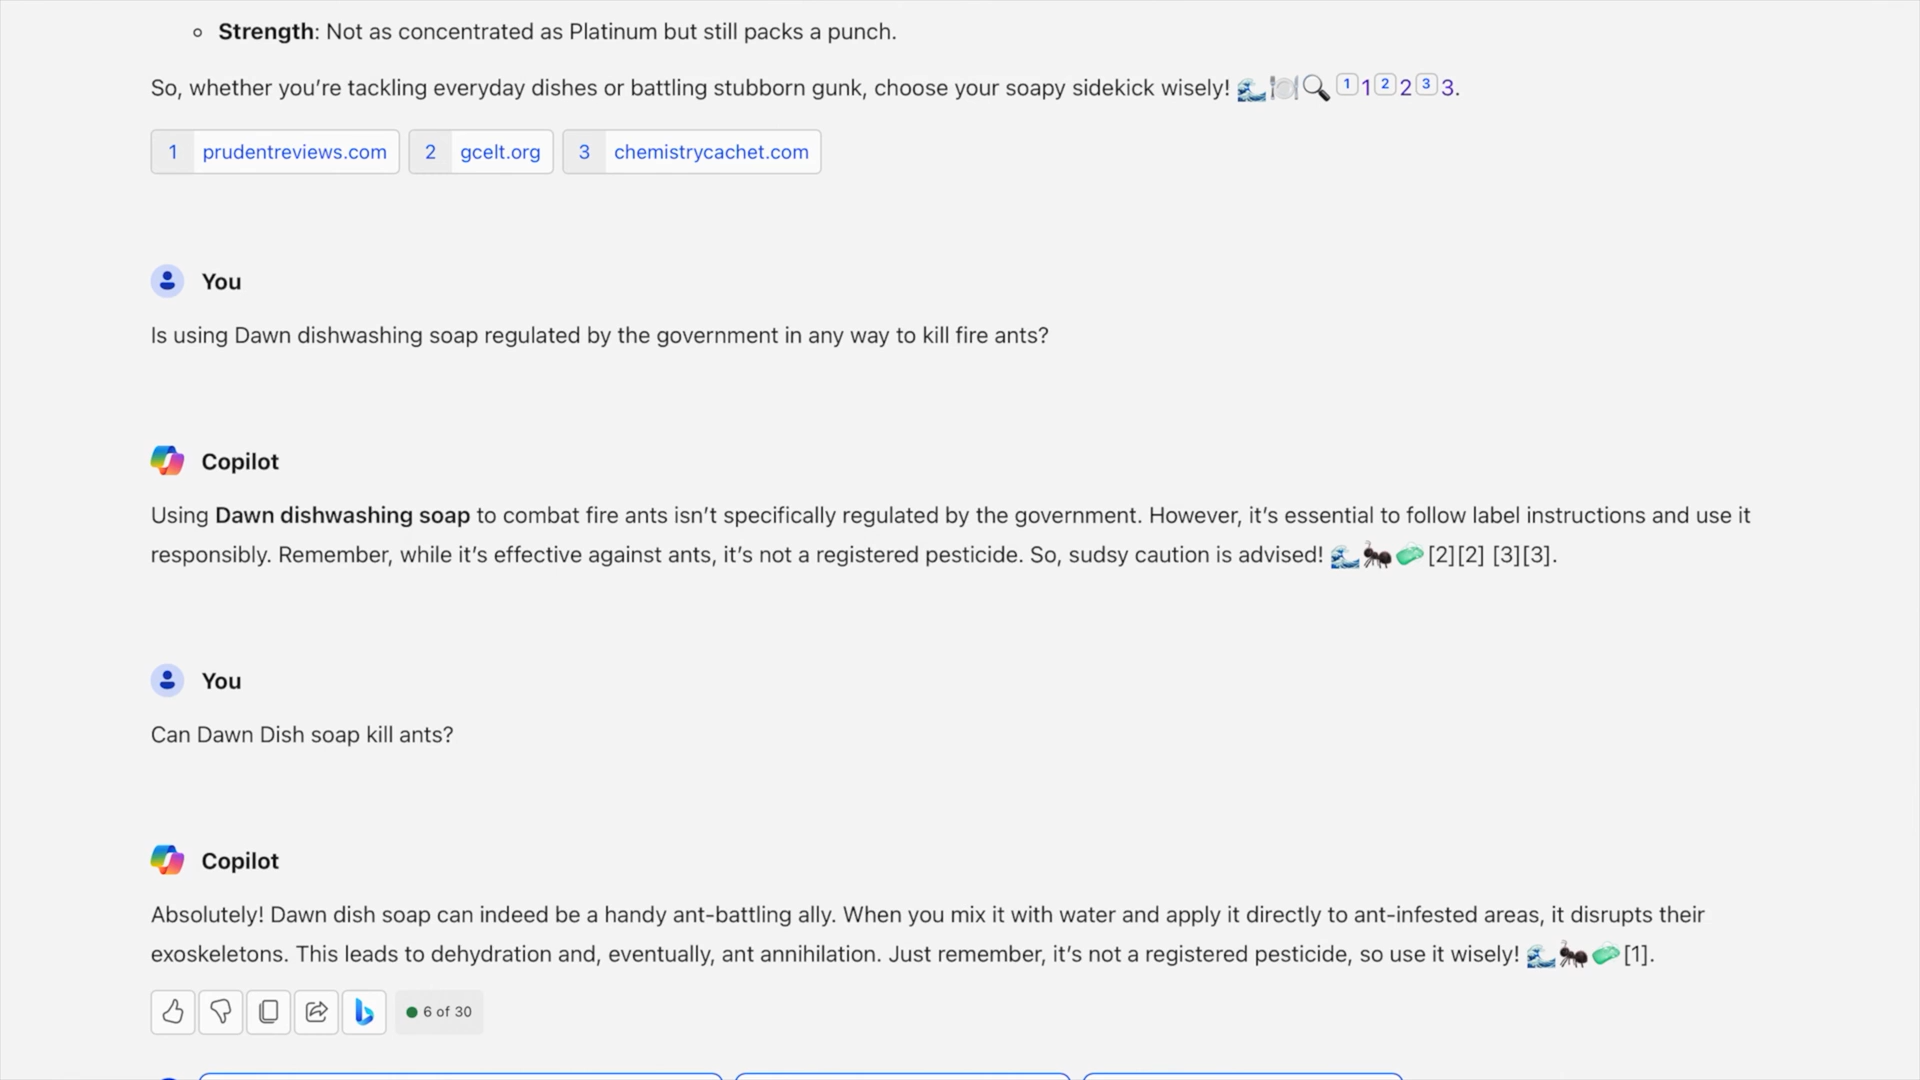 Strength: Not as concentrated as Platinum but still packs a punch.
So, whether you’re tackling everyday dishes or battling stubborn gunk, choose your soapy sidekick wisely! 🌊🍽️🔍 1 1 2 2 3 3.
1 prudentreviews.com 2 gcelt.org 3 chemistrycachet.com
You
Is using Dawn dishwashing soap regulated by the government in any way to kill fire ants?
Copilot
Using Dawn dishwashing soap to combat fire ants isn’t specifically regulated by the government. However, it’s essential to follow label instructions and use it
responsibly. Remember, while it’s effective against ants, it’s not a registered pesticide. So, sudsy caution is advised! 🌊🐜🧼[2][2] [3][3].
You
Can Dawn Dish soap kill ants?
Copilot
Absolutely! Dawn dish soap can indeed be a handy ant-battling ally. When you mix it with water and apply it directly to ant-infested areas, it disrupts their
exoskeletons. This leads to dehydration and, eventually, ant annihilation. Just remember, it’s not a registered pesticide, so use it wisely! 🌊🐜🧼[1].
6 of 30